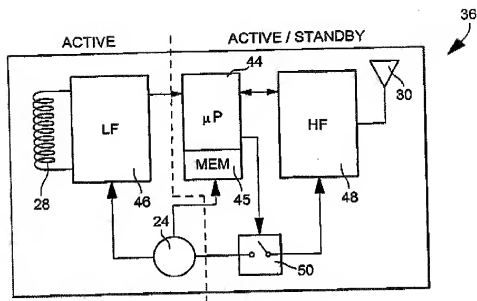 36
ACTIVE
ACTIVE / STANDBY
44
30
LF
µP
HF
MEM
28
46
45
48
24
50